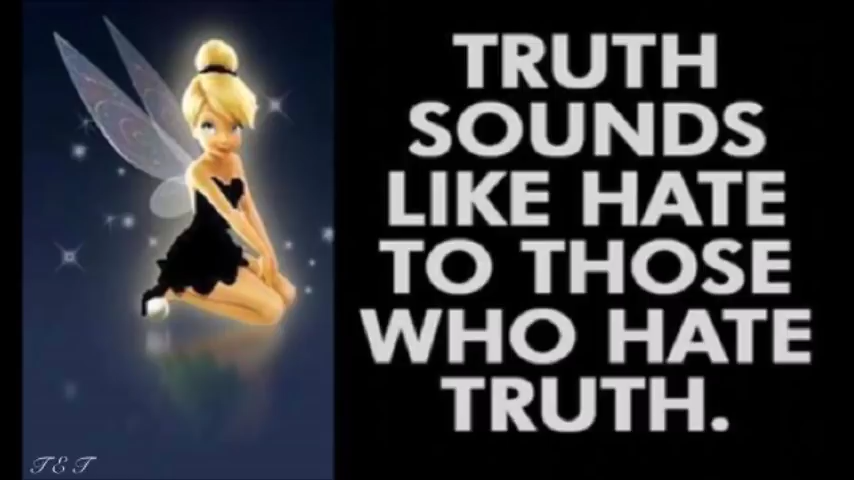 TRUTH
SOUNDS
LIKE HATE
TO THOSE
WHO HATE
TRUTH.
T&T